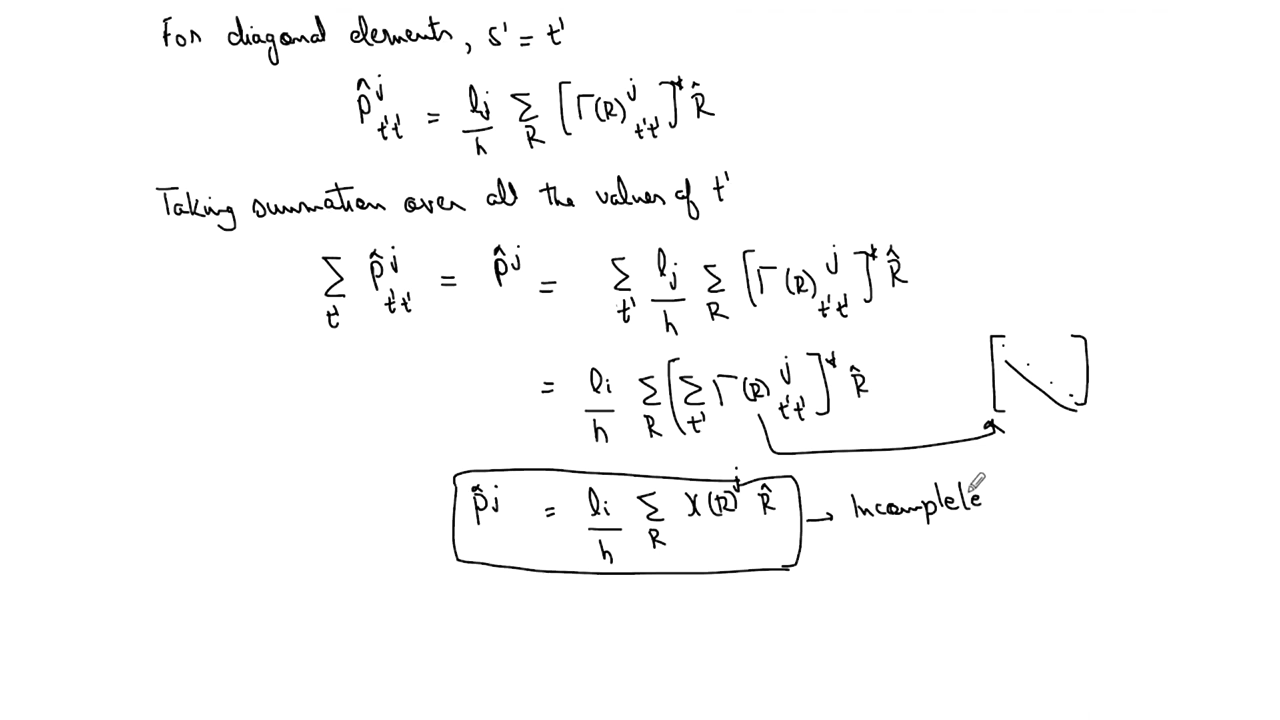 For diagonal elements, s' = t'
P̂^j_{t't'} = l_j/h Σ_R [Γ(R)^j_{t't'}]^* R̂
Taking summation over all the values of t'
Σ_{t'} P̂^j_{t't'} = P̂^j = Σ_{t'} l_j/h Σ_R [Γ(R)^j_{t't'}]^* R̂
= l_i/h Σ_R [Σ_{t'} Γ(R)^j_{t't'}]^* R̂
P̂^j = l_i/h Σ_R χ(R)^j R̂ → Incomplete